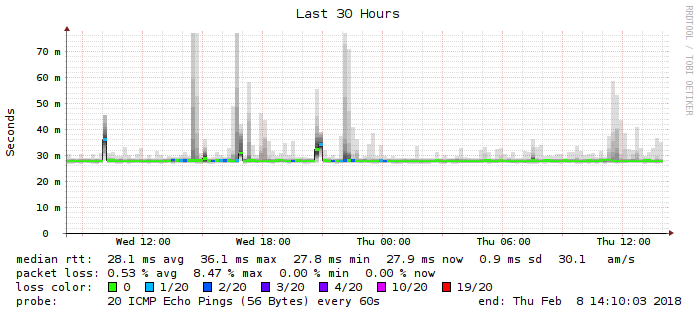 Last 30 Hours
RRDTOOL / TOBI OETIKER
Seconds
70 m
60 m
50 m
40 m
30 m
20 m
10 m
0
Wed 12:00 Wed 18:00 Thu 00:00 Thu 06:00 Thu 12:00
median rtt: 28.1 ms avg 36.1 ms max 27.8 ms min 27.9 ms now 0.9 ms sd 30.1 am/s
packet loss: 0.53 % avg 8.47 % max 0.00 % min 0.00 % now
loss color: 0 1/20 2/20 3/20 4/20 10/20 19/20
probe: 20 ICMP Echo Pings (56 Bytes) every 60s end: Thu Feb 8 14:10:03 2018